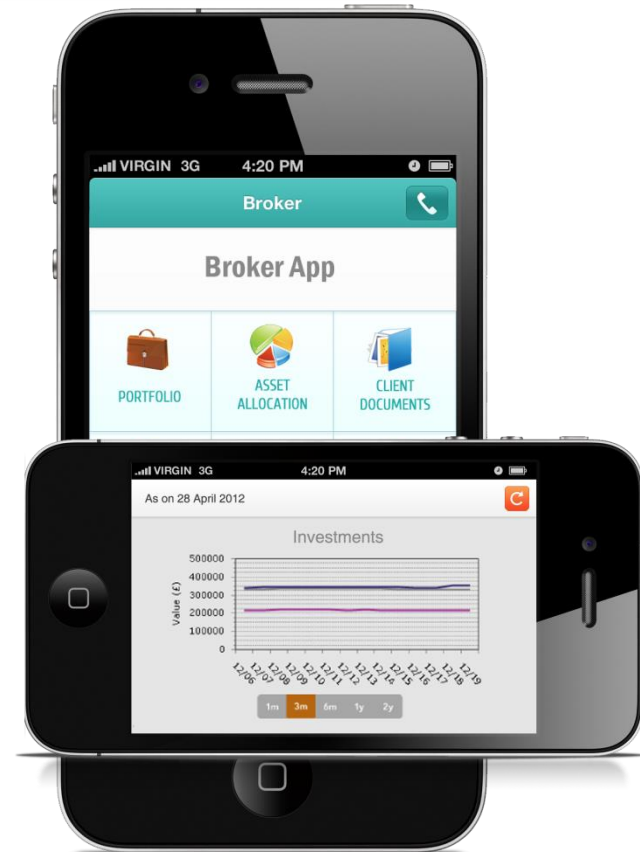 VIRGIN 3G 4:20 PM
Broker
Broker App
PORTFOLIO
ASSET
ALLOCATION
CLIENT
DOCUMENTS
VIRGIN 3G 4:20 PM
As on 28 April 2012
Investments
Value (£)
500000
400000
300000
200000
100000
0
12/06 12/07 12/08 12/09 12/10 12/11 12/12 12/13 12/14 12/15 12/16 12/17 12/18 12/19
1m 3m 6m 1y 2y